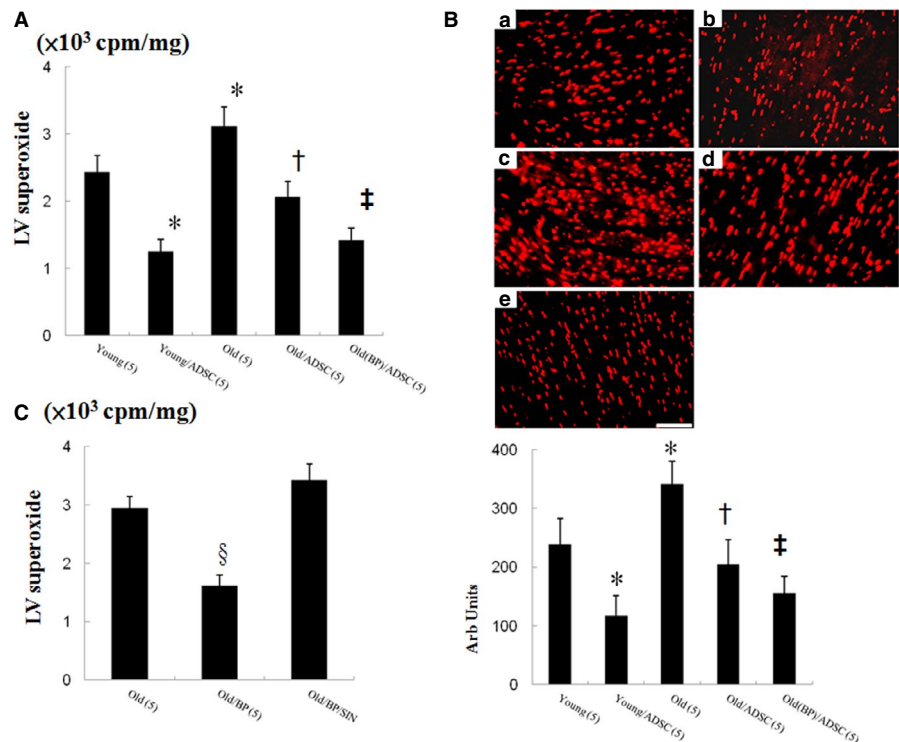 A
(×10³ cpm/mg)
LV superoxide
4
3
2
1
0
*
*
†
‡
Young (5)
Young/ADSC (5)
Old (5)
Old/ADSC (5)
Old(BP)/ADSC (5)
B
a
b
c
d
e
400
300
200
100
0
Arb Units
*
*
†
‡
Young (5)
Young/ADSC (5)
Old (5)
Old/ADSC (5)
Old(BP)/ADSC (5)
C
(×10³ cpm/mg)
LV superoxide
4
3
2
1
0
§
Old (5)
Old/BP (5)
Old/BP/SIN